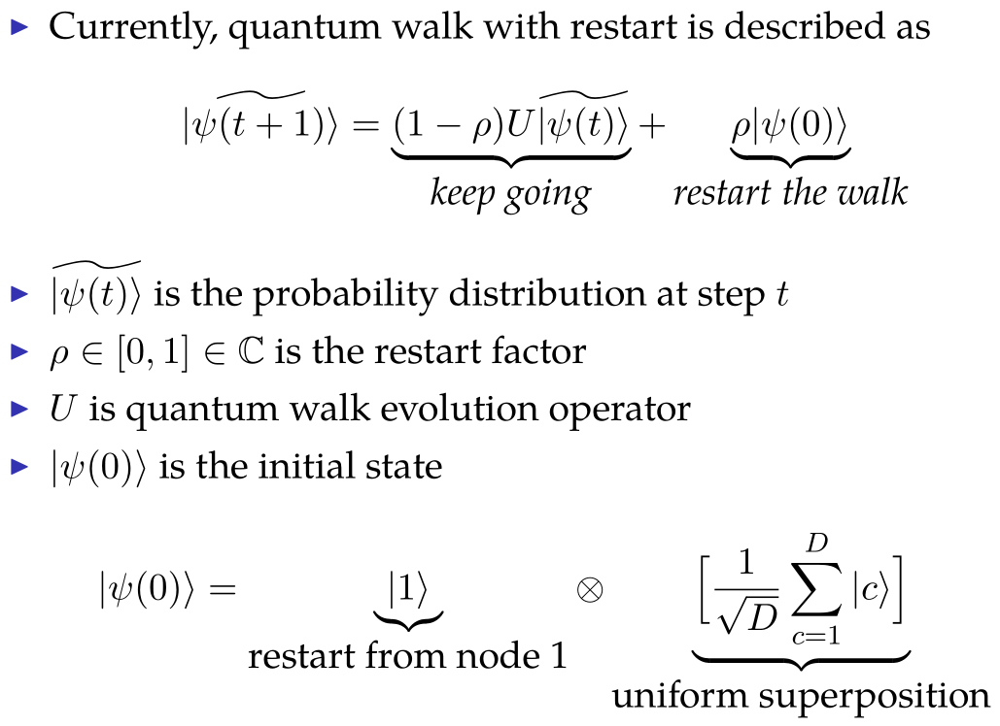 ▶ Currently, quantum walk with restart is described as
$|\widetilde{\psi(t+1)}\rangle = \underbrace{(1-\rho)U\widetilde{|\psi(t)\rangle}}_{\textit{keep going}} + \underbrace{\rho|\psi(0)\rangle}_{\textit{restart the walk}}$
▶ $\widetilde{|\psi(t)\rangle}$ is the probability distribution at step $t$
▶ $\rho \in [0,1] \in \mathbb{C}$ is the restart factor
▶ $U$ is quantum walk evolution operator
▶ $|\psi(0)\rangle$ is the initial state
$|\psi(0)\rangle = \underbrace{|1\rangle}_{\text{restart from node 1}} \otimes \underbrace{\left[\frac{1}{\sqrt{D}}\sum_{c=1}^{D}|c\rangle\right]}_{\text{uniform superposition}}$